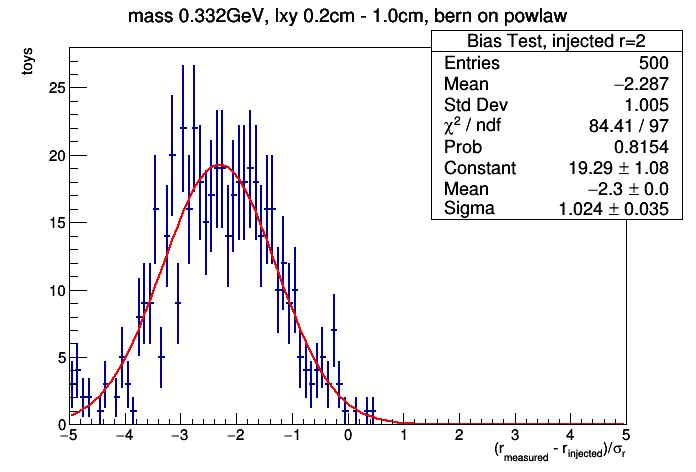 mass 0.332GeV, lxy 0.2cm - 1.0cm, bern on powlaw
toys
Bias Test, injected r=2
Entries 500
Mean −2.287
Std Dev 1.005
χ² / ndf 84.41 / 97
Prob 0.8154
Constant 19.29 ± 1.08
Mean −2.3 ± 0.0
Sigma 1.024 ± 0.035
25
20
15
10
5
0
−5 −4 −3 −2 −1 0 1 2 3 4 5
(r_measured - r_injected)/σ_r